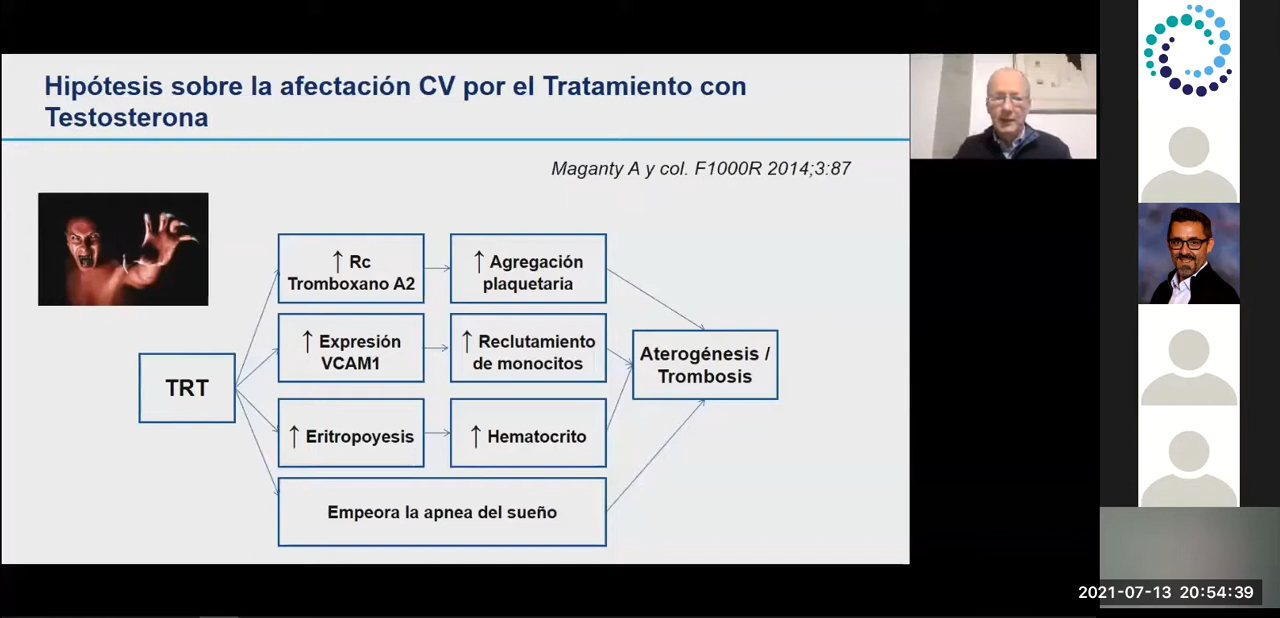 Hipótesis sobre la afectación CV por el Tratamiento con
Testosterona
Maganty A y col. F1000R 2014;3:87
↑ Rc
Tromboxano A2
↑ Agregación
plaquetaria
↑ Expresión
VCAM1
↑ Reclutamiento
de monocitos
Aterogénesis /
Trombosis
TRT
↑ Eritropoyesis
↑ Hematocrito
Empeora la apnea del sueño
2021-07-13 20:54:39